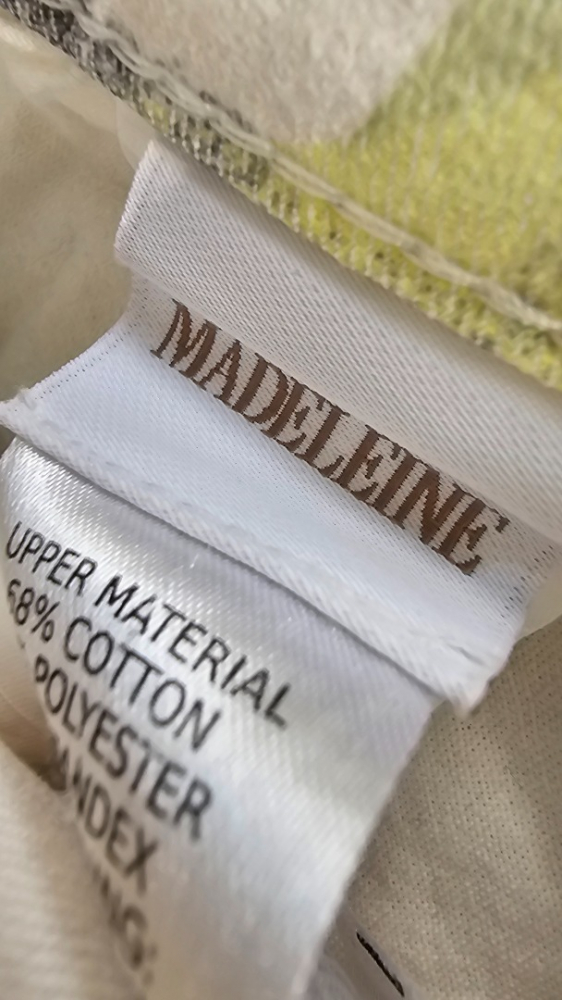 MADELEINE
UPPER MATERIAL
68% COTTON
POLYESTER